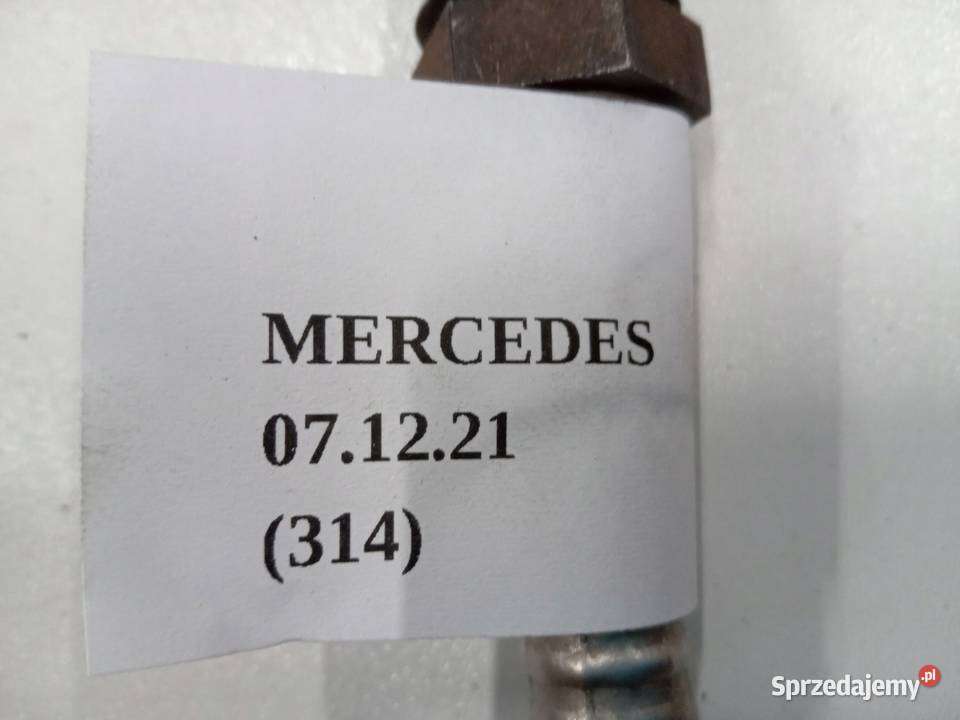 MERCEDES
07.12.21
(314)
Sprzedajemy.pl